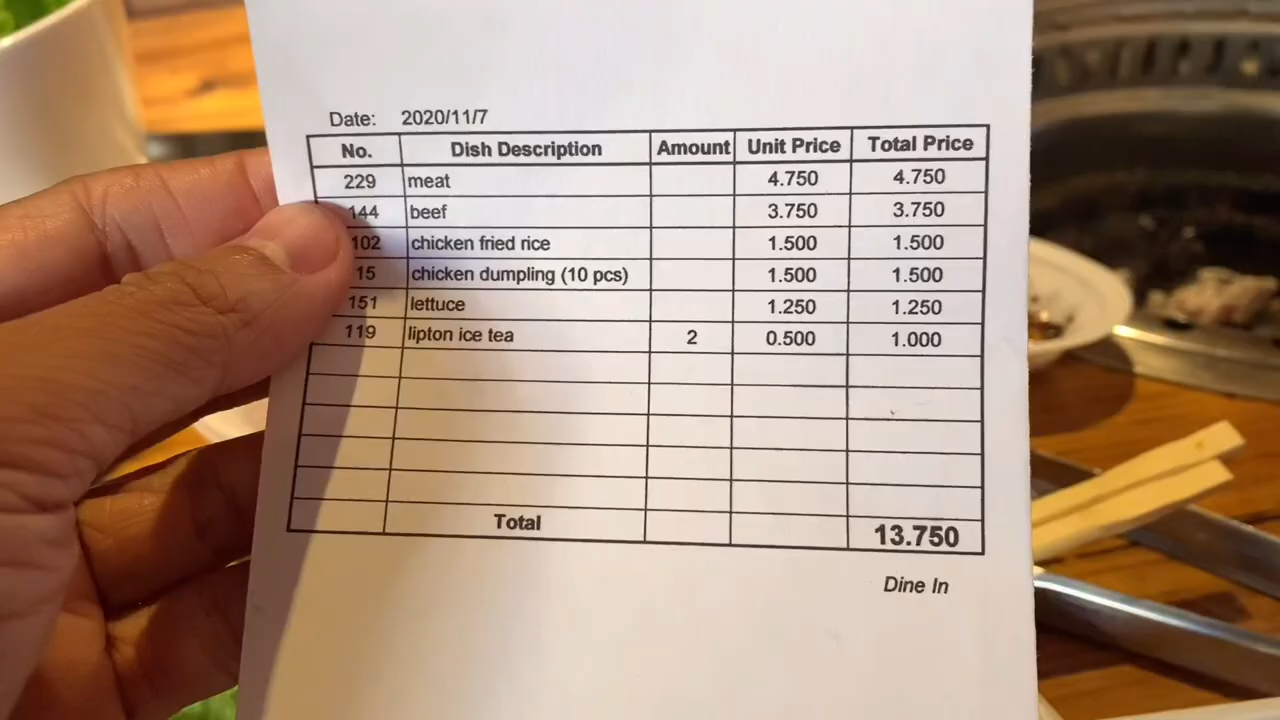 Date: 2020/11/7
No. Dish Description Amount Unit Price Total Price
229 meat 4.750 4.750
144 beef 3.750 3.750
102 chicken fried rice 1.500 1.500
15 chicken dumpling (10 pcs) 1.500 1.500
151 lettuce 1.250 1.250
119 lipton ice tea 2 0.500 1.000
Total 13.750
Dine In